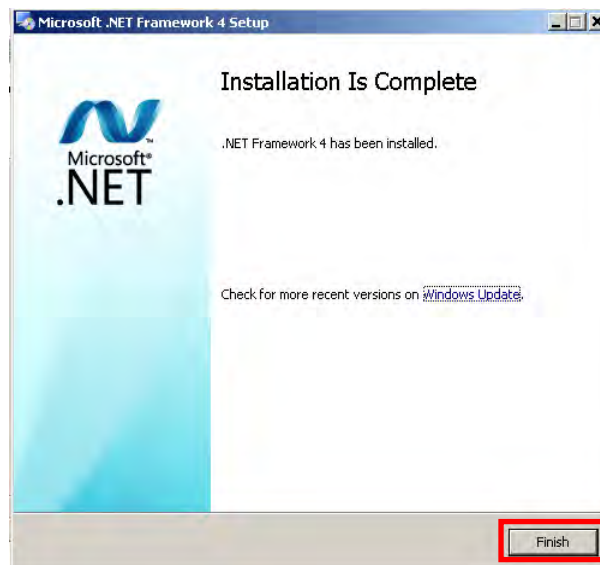 Microsoft .NET Framework 4 Setup
Installation Is Complete
.NET Framework 4 has been installed.
Microsoft®
.NET™
Check for more recent versions on Windows Update.
Finish